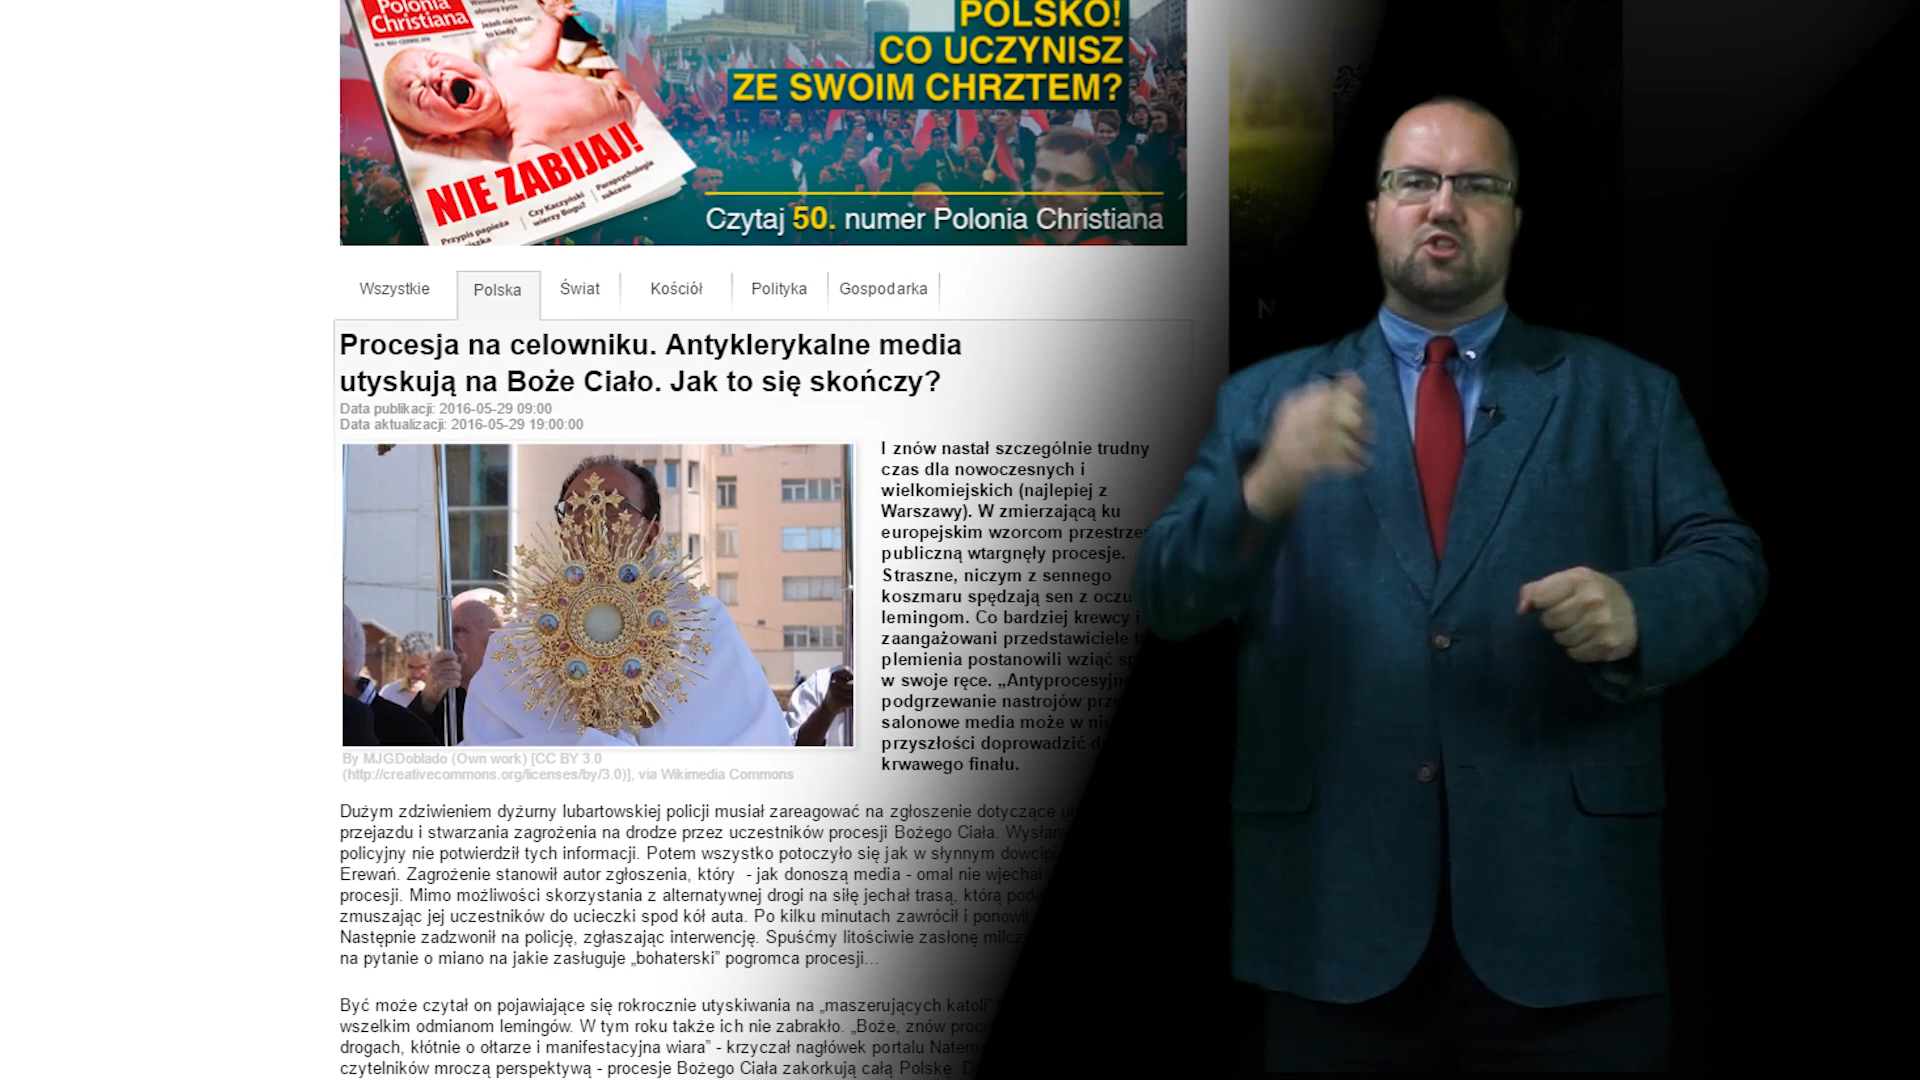 Polonia
Christiana
NIE ZABIJAJ!
Przypis papieża
Czy Kaczyński
wierzy Bogu?
Parapsychologia
sukcesu
POLSKO!
CO UCZYNISZ
ZE SWOIM CHRZTEM?
Czytaj 50. numer Polonia Christiana
Wszystkie Polska Świat Kościół Polityka Gospodarka
Procesja na celowniku. Antyklerykalne media
utyskują na Boże Ciało. Jak to się skończy?
Data publikacji: 2016-05-29 09:00
Data aktualizacji: 2016-05-29 19:00:00
I znów nastał szczególnie trudny
czas dla nowoczesnych i
wielkomiejskich (najlepiej z
Warszawy). W zmierzającą ku
europejskim wzorcom
publiczną wtargnęły procesje.
Straszne, niczym z sennego
koszmaru spędzają sen z oczu
lemingom. Co bardziej krewcy i
zaangażowani przedstawiciele
plemienia postanowili wziąć
w swoje ręce.
podgrzewanie nastrojów
salonowe media może w
przyszłości doprowadzić
krwawego finału.
By MJGDoblado (Own work) [CC BY 3.0
(http://creativecommons.org/licenses/by/3.0)], via Wikimedia Commons
Dużym zdziwieniem dyżurny lubartowskiej policji musiał zareagować na zgłoszenie dotyczące
przejazdu i stwarzania zagrożenia na drodze przez uczestników procesji Bożego Ciała.
policyjny nie potwierdził tych informacji. Potem wszystko potoczyło się jak w słynnym
Erewań. Zagrożenie stanowił autor zgłoszenia, który - jak donoszą media - omal nie wjechał
procesji. Mimo możliwości skorzystania z alternatywnej drogi na siłę jechał trasą, którą
zmuszając jej uczestników do ucieczki spod kół auta. Po kilku minutach zawrócił i ponowił
Następnie zadzwonił na policję, zgłaszając interwencję. Spuśćmy litościwie zasłonę
na pytanie o miano na jakie zasługuje „bohaterski” pogromca procesji...
Być może czytał on pojawiające się rokrocznie utyskiwania na „maszerujących katoli”
wszelkim odmianom lemingów. W tym roku także ich nie zabrakło. „Boże, znów
drogach, kłótnie o ołtarze i manifestacyjna wiara” - krzyczał nagłówek portalu
czytelników mroczą perspektywą - procesje Bożego Ciała zakorkują całą Polskę.